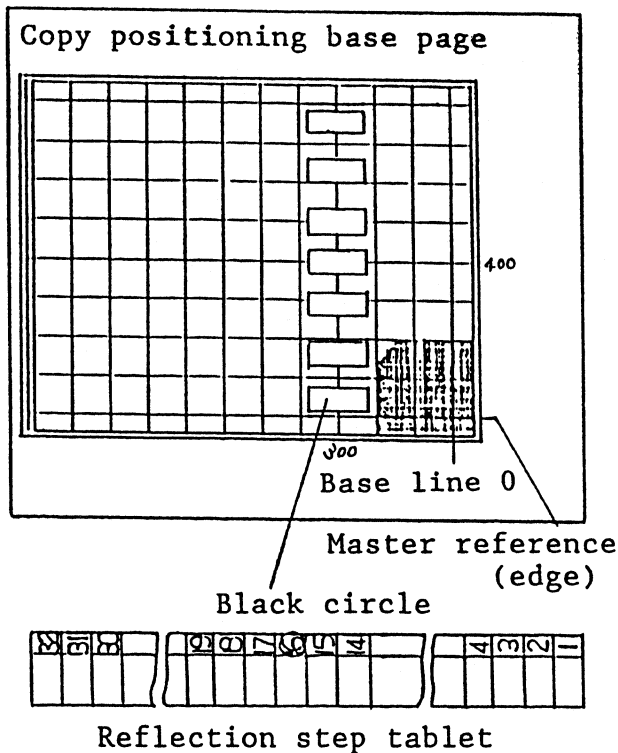 Copy positioning base page
400
300
Base line 0
Master reference
(edge)
Black circle
32 31 30 19 18 17 16 15 14 4 3 2 1
Reflection step tablet